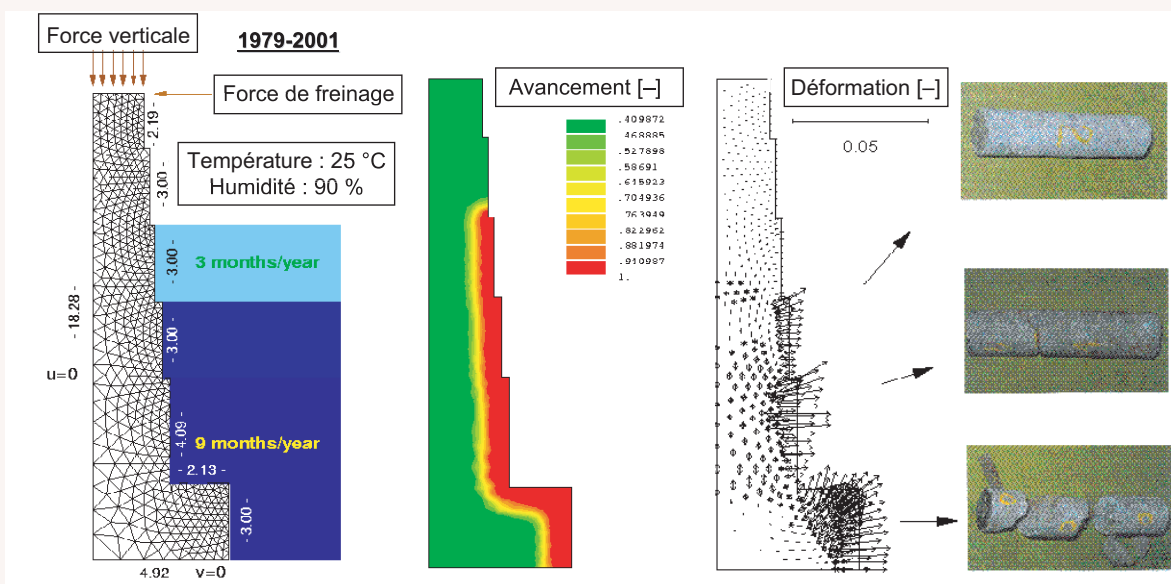 Force verticale
1979-2001
Force de freinage
Température : 25 °C
Humidité : 90 %
-2.19-
-3.00-
-3.00-
3 months/year
-18.28-
-3.00-
u=0
-4.09-
9 months/year
-2.13-
-3.00-
4.92
v=0
Avancement [–]
.409872
.468885
.527898
.58691
.615923
.704936
.763949
.822962
.881974
.910987
1.
Déformation [–]
0.05